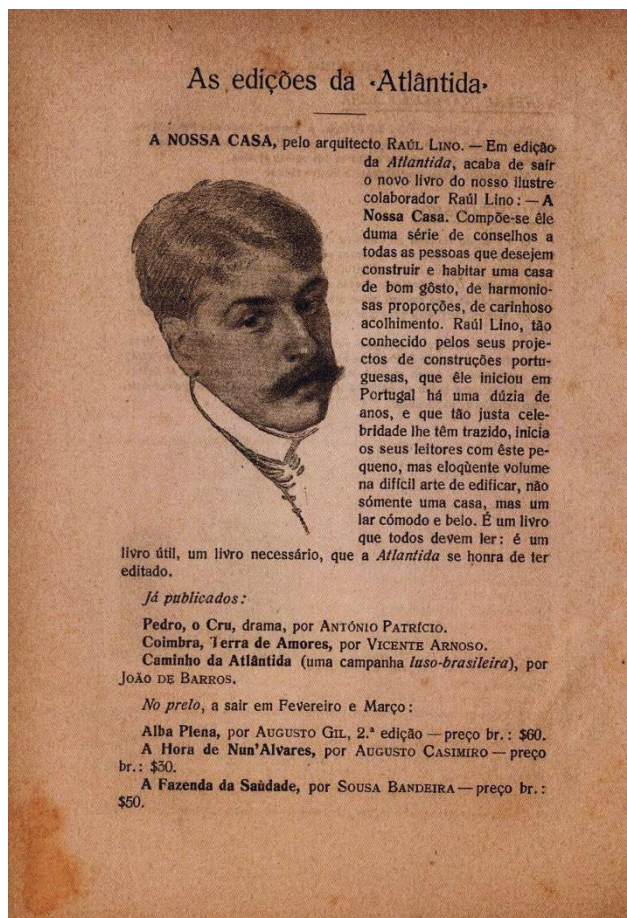 As edições da «Atlântida»
A NOSSA CASA, pelo arquitecto RAÚL LINO. — Em edição
da Atlantida, acaba de sair
o novo livro do nosso ilustre
colaborador Raúl Lino: — A
Nossa Casa. Compõe-se êle
duma série de conselhos a
todas as pessoas que desejem
construir e habitar uma casa
de bom gôsto, de harmonio-
sas proporções, de carinhoso
acolhimento. Raúl Lino, tão
conhecido pelos seus proje-
ctos de construções portu-
guesas, que êle iniciou em
Portugal há uma dúzia de
anos, e que tão justa cele-
bridade lhe têm trazido, inicia
os seus leitores com êste pe-
queno, mas eloqùente volume
na difícil arte de edificar, não
sómente uma casa, mas um
lar cómodo e belo. É um livro
que todos devem ler: é um
livro útil, um livro necessário, que a Atlantida se honra de ter
editado.
Já publicados:
Pedro, o Cru, drama, por ANTÓNIO PATRÍCIO.
Coimbra, Terra de Amores, por VICENTE ARNOSO.
Caminho da Atlântida (uma campanha luso-brasileira), por
JOÃO DE BARROS.
No prelo, a sair em Fevereiro e Março:
Alba Plena, por AUGUSTO GIL, 2.ª edição — preço br.: $60.
A Hora de Nun'Alvares, por AUGUSTO CASIMIRO — preço
br.: $30.
A Fazenda da Saùdade, por SOUSA BANDEIRA — preço br.:
$50.